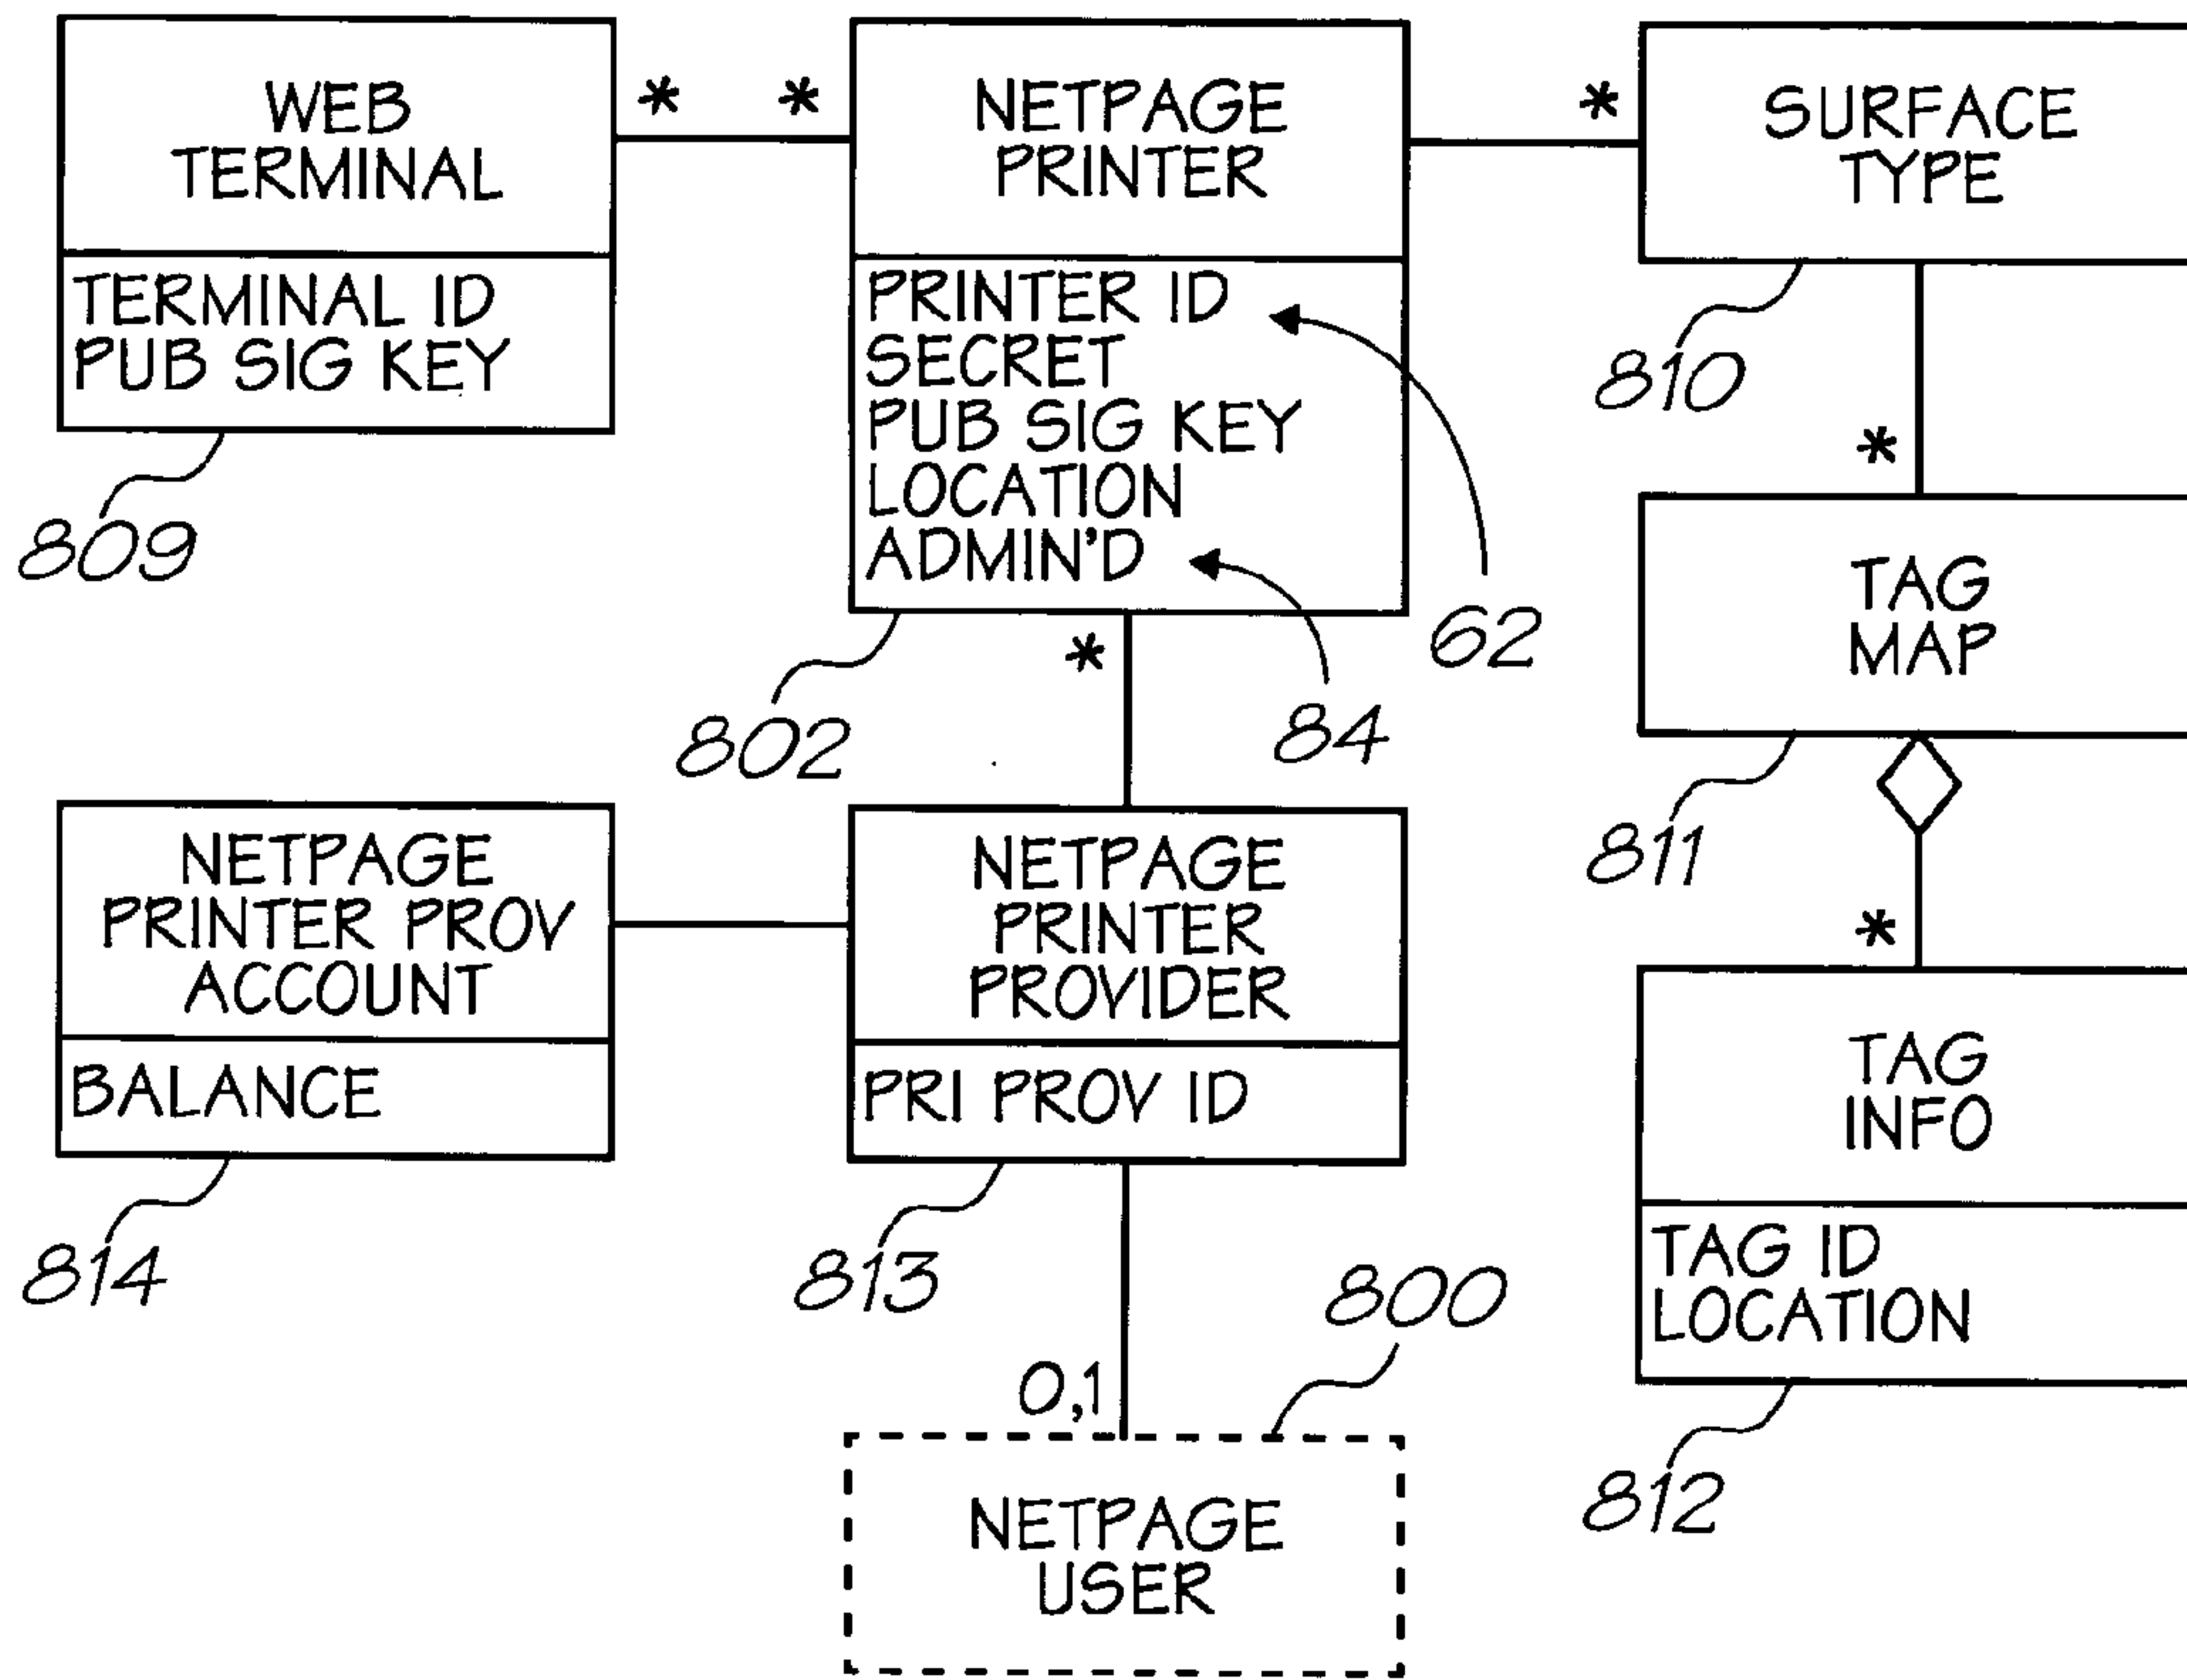 WEB
TERMINAL
TERMINAL ID
PUB SIG KEY
809
*
*
NETPAGE
PRINTER
PRINTER ID
SECRET
PUB SIG KEY
LOCATION
ADMIN'D
62
84
802
*
*
SURFACE
TYPE
810
*
TAG
MAP
811
*
TAG
INFO
TAG ID
LOCATION
812
NETPAGE
PRINTER PROV
ACCOUNT
BALANCE
814
NETPAGE
PRINTER
PROVIDER
PRI PROV ID
813
800
0,1
NETPAGE
USER